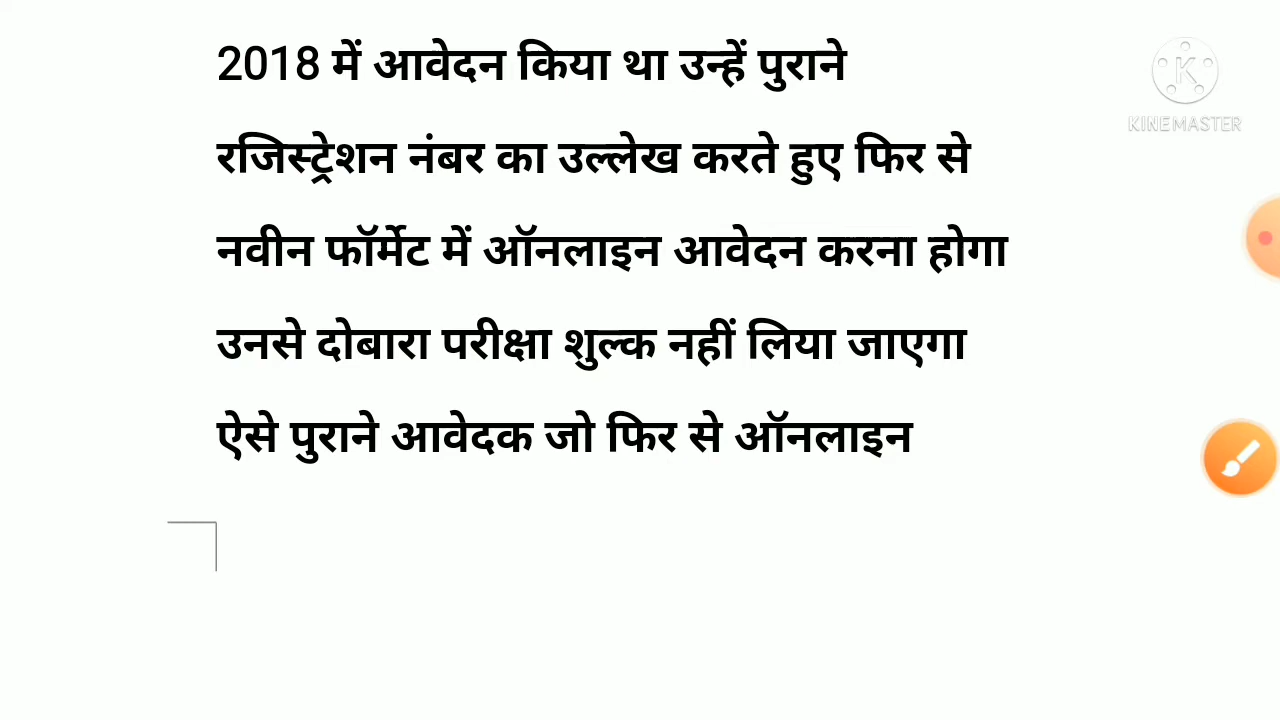 2018 में आवेदन किया था उन्हें पुराने
रजिस्ट्रेशन नंबर का उल्लेख करते हुए फिर से
नवीन फॉर्मेट में ऑनलाइन आवेदन करना होगा
उनसे दोबारा परीक्षा शुल्क नहीं लिया जाएगा
ऐसे पुराने आवेदक जो फिर से ऑनलाइन
K
KINEMASTER